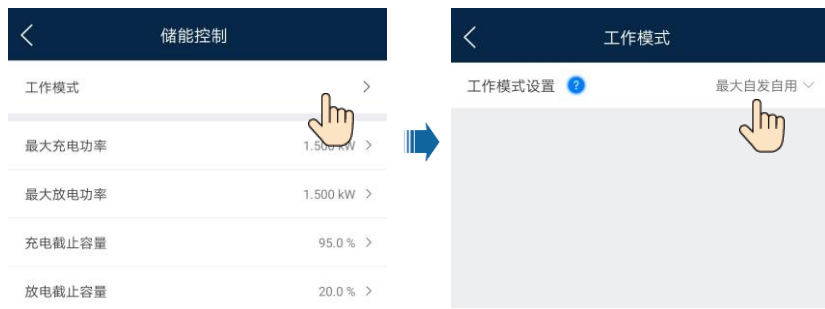 储能控制
工作模式
最大充电功率 1.500 kW
最大放电功率 1.500 kW
充电截止容量 95.0 %
放电截止容量 20.0 %
工作模式
工作模式设置 ? 最大自发自用